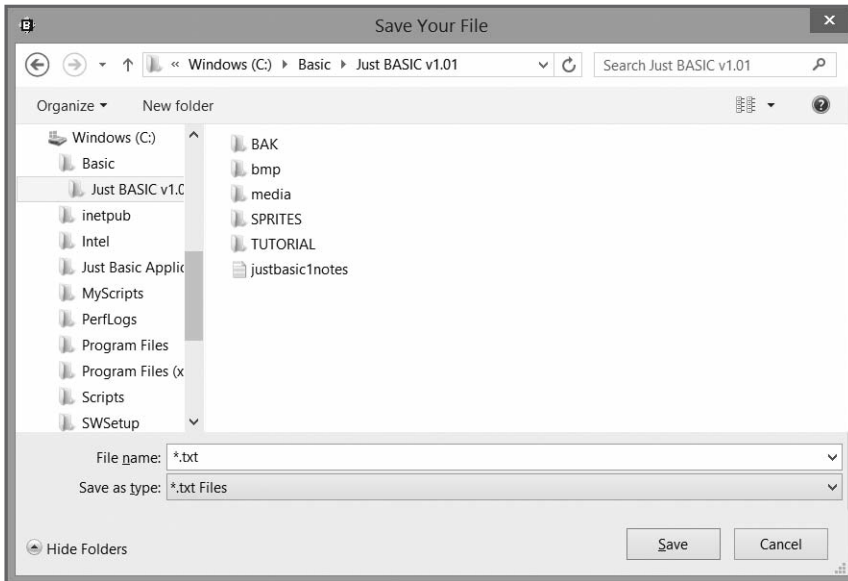 B
Save Your File
« Windows (C:) Basic Just BASIC v1.01
Search Just BASIC v1.01
Organize
New folder
Windows (C:)
Basic
Just BASIC v1.0
inetpub
Intel
Just Basic Applic
MyScripts
PerfLogs
Program Files
Program Files (x
Scripts
SWSetup
BAK
bmp
media
SPRITES
TUTORIAL
justbasic1notes
File name: *.txt
Save as type: *.txt Files
Hide Folders
Save
Cancel